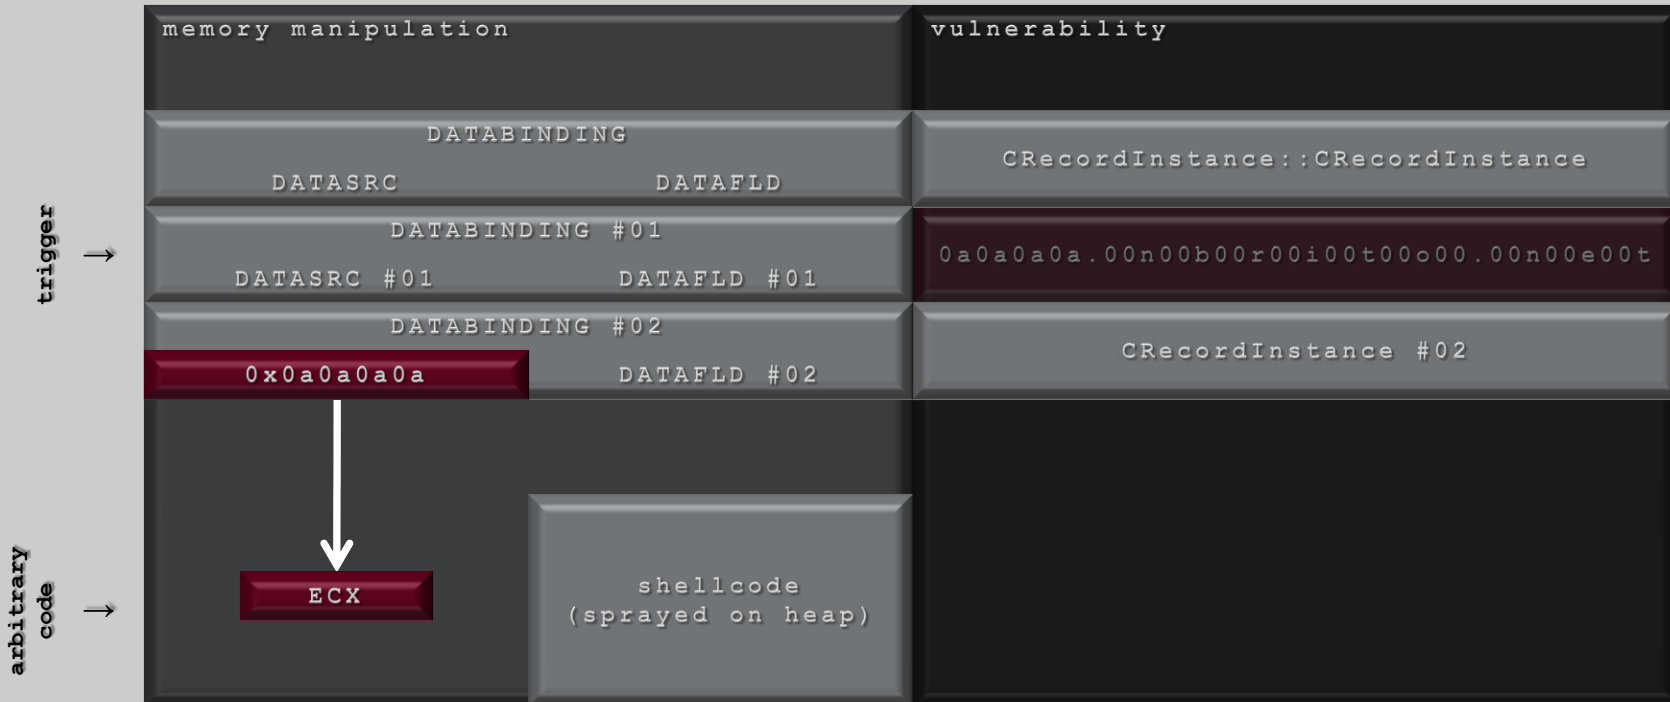 memory manipulation
vulnerability
DATABINDING
DATASRC
DATAFLD
CRecordInstance::CRecordInstance
trigger
→
DATABINDING #01
DATASRC #01
DATAFLD #01
0a0a0a0a.00n00b00r00i00t00o00.00n00e00t
DATABINDING #02
0x0a0a0a0a
DATAFLD #02
CRecordInstance #02
arbitrary
code
→
ECX
shellcode
(sprayed on heap)